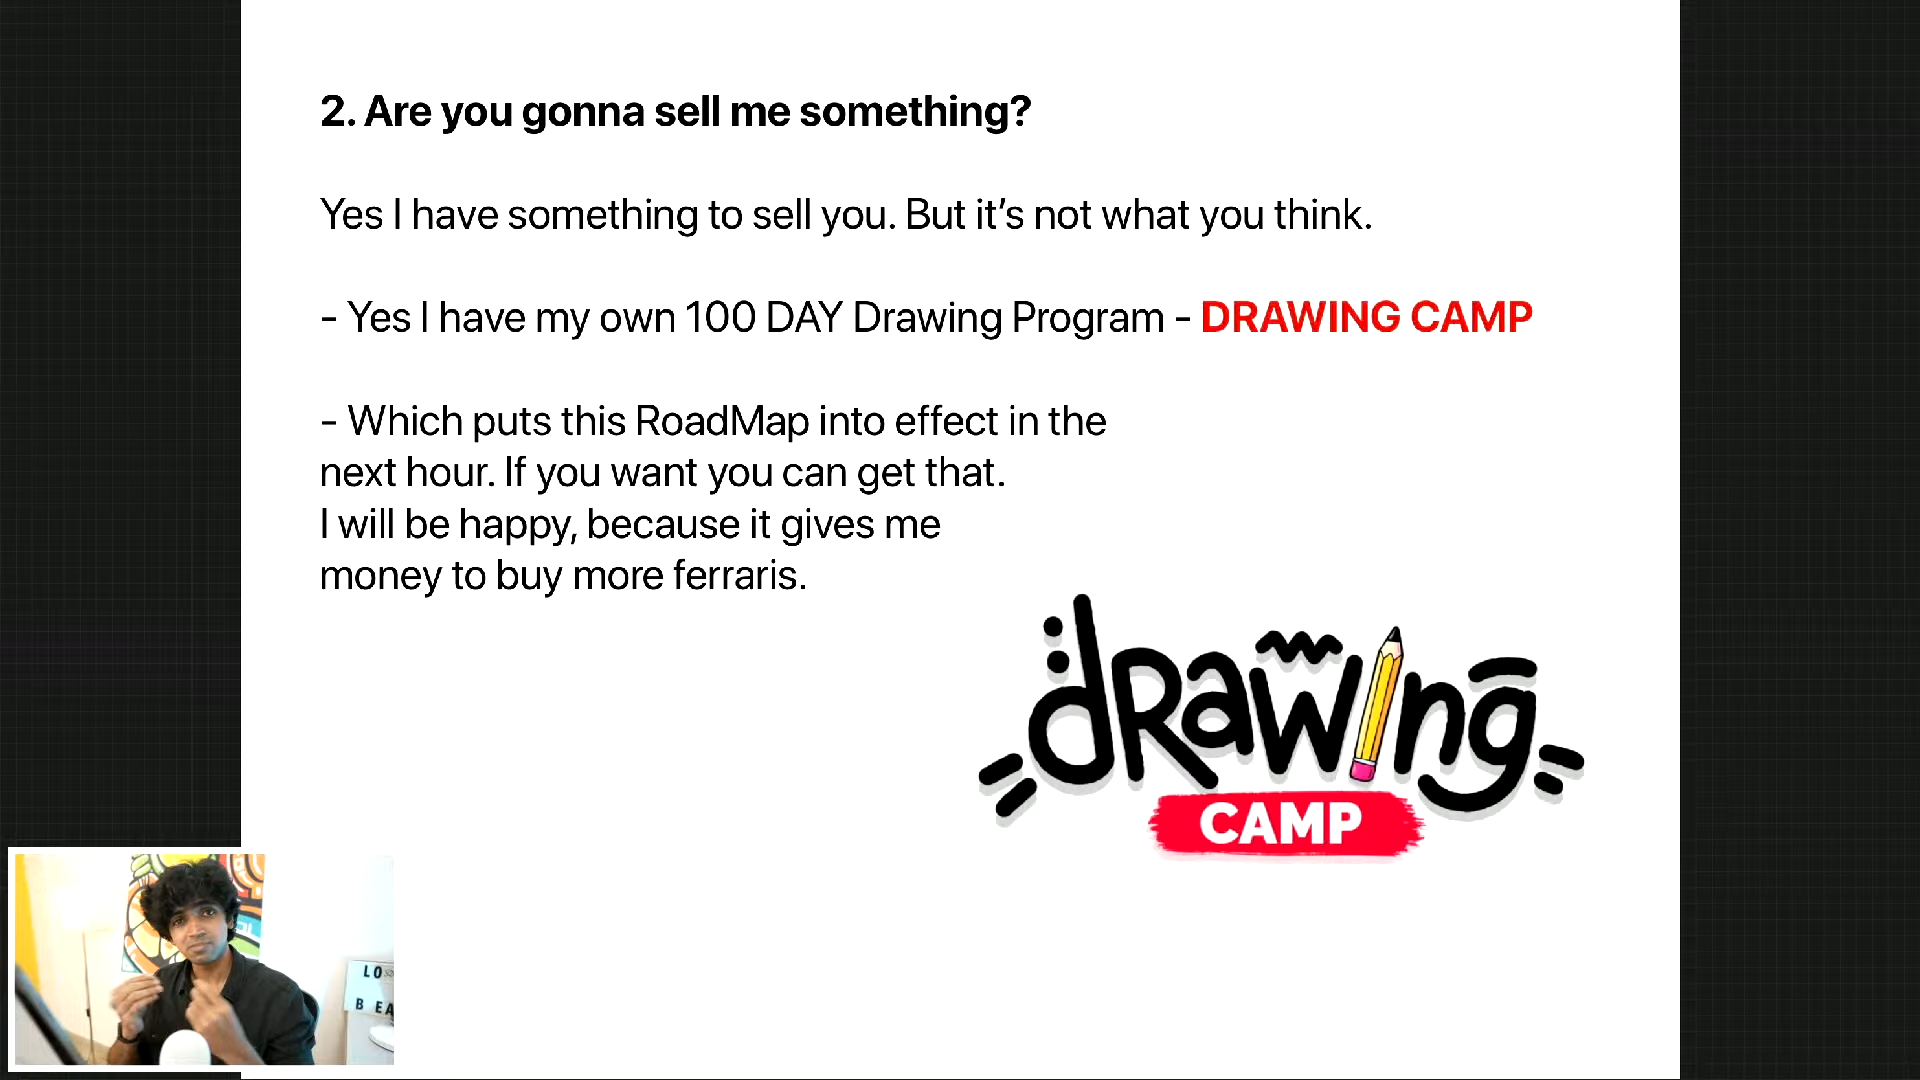 2. Are you gonna sell me something?
Yes I have something to sell you. But it’s not what you think.
- Yes I have my own 100 DAY Drawing Program - DRAWING CAMP
- Which puts this RoadMap into effect in the
next hour. If you want you can get that.
I will be happy, because it gives me
money to buy more ferraris.
dRawing
CAMP
LO
B EA